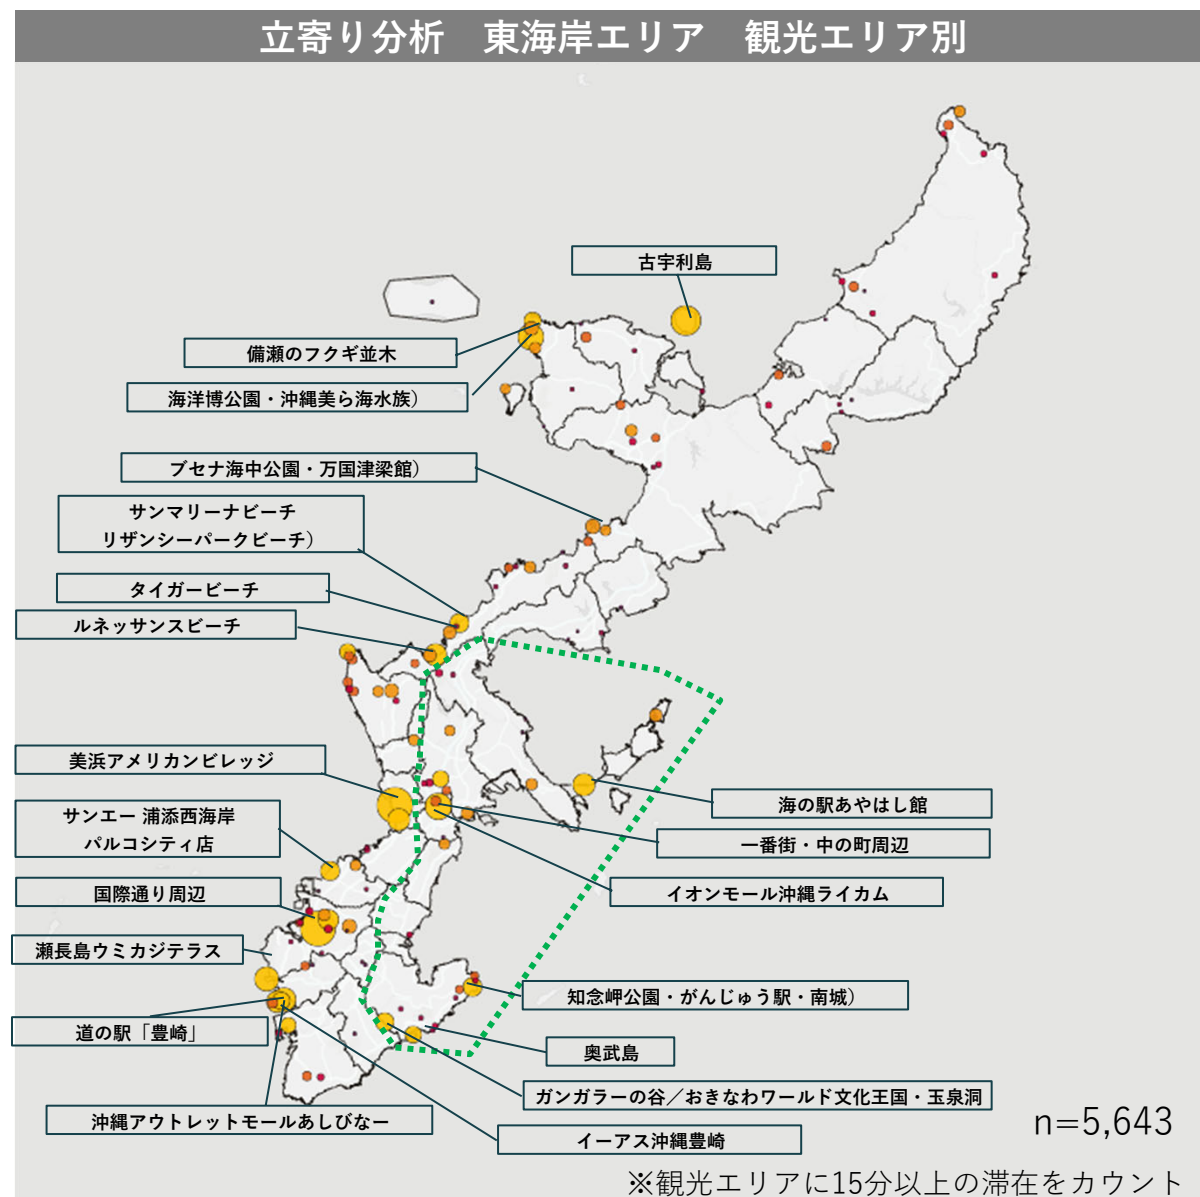 立寄り分析　東海岸エリア　観光エリア別
古宇利島
備瀬のフクギ並木
海洋博公園・沖縄美ら海水族）
ブセナ海中公園・万国津梁館）
サンマリーナビーチ
リザンシーパークビーチ）
タイガービーチ
ルネッサンスビーチ
美浜アメリカンビレッジ
海の駅あやはし館
サンエー 浦添西海岸
パルコシティ店
一番街・中の町周辺
国際通り周辺
イオンモール沖縄ライカム
瀬長島ウミカジテラス
知念岬公園・がんじゅう駅・南城）
道の駅「豊崎」
奥武島
ガンガラーの谷／おきなわワールド文化王国・玉泉洞
沖縄アウトレットモールあしびなー
イーアス沖縄豊崎
n=5,643
※観光エリアに15分以上の滞在をカウント